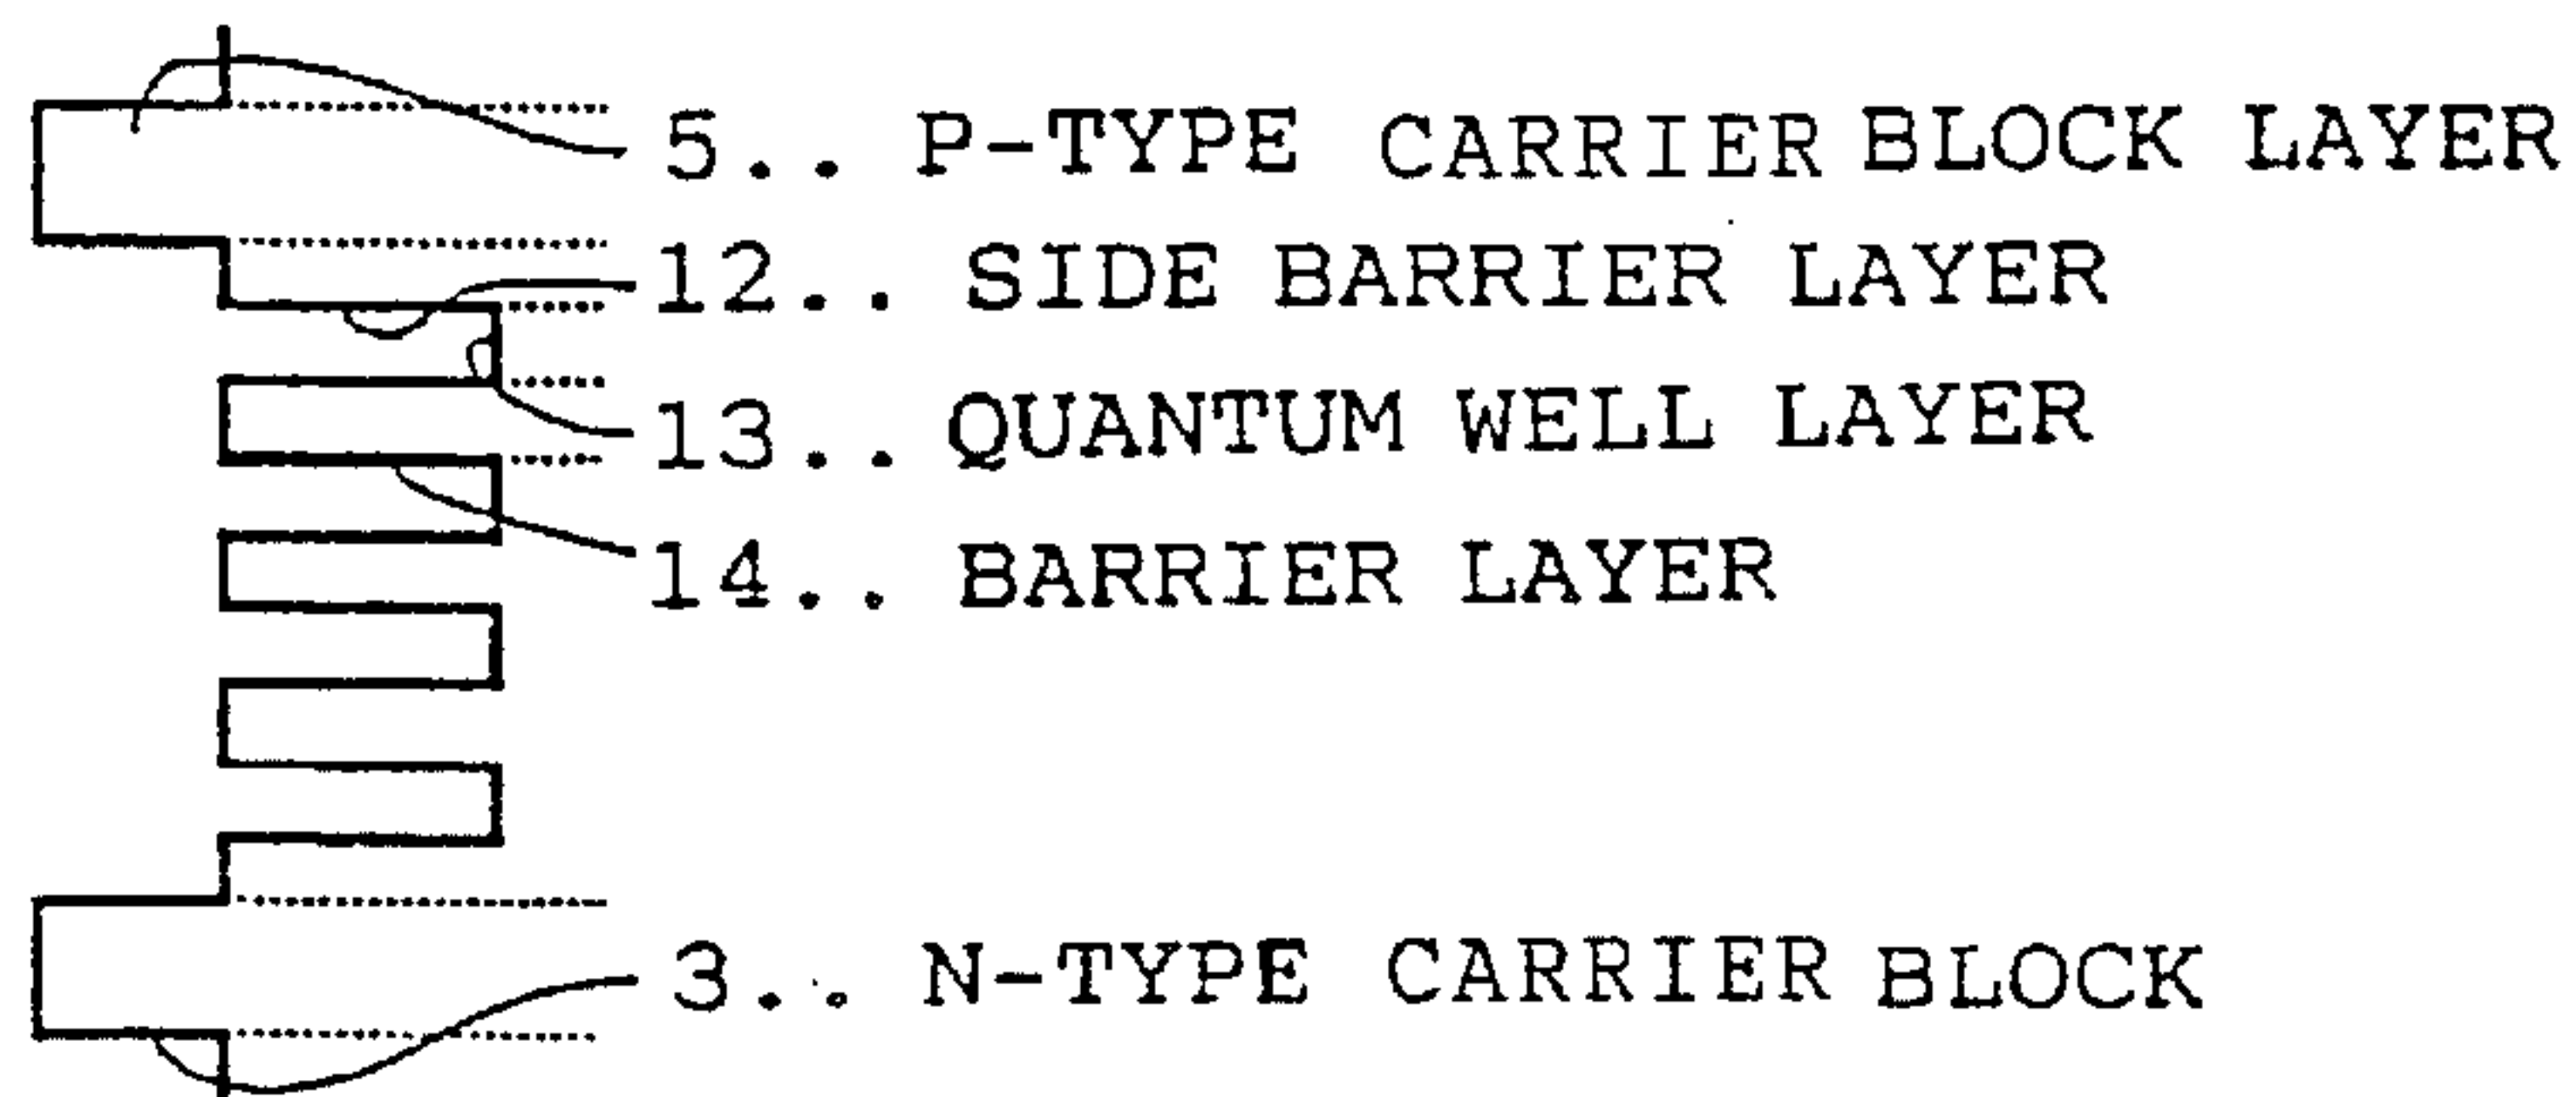 5.. P-TYPE CARRIER BLOCK LAYER
12.. SIDE BARRIER LAYER
13.. QUANTUM WELL LAYER
14.. BARRIER LAYER
3.. N-TYPE CARRIER BLOCK